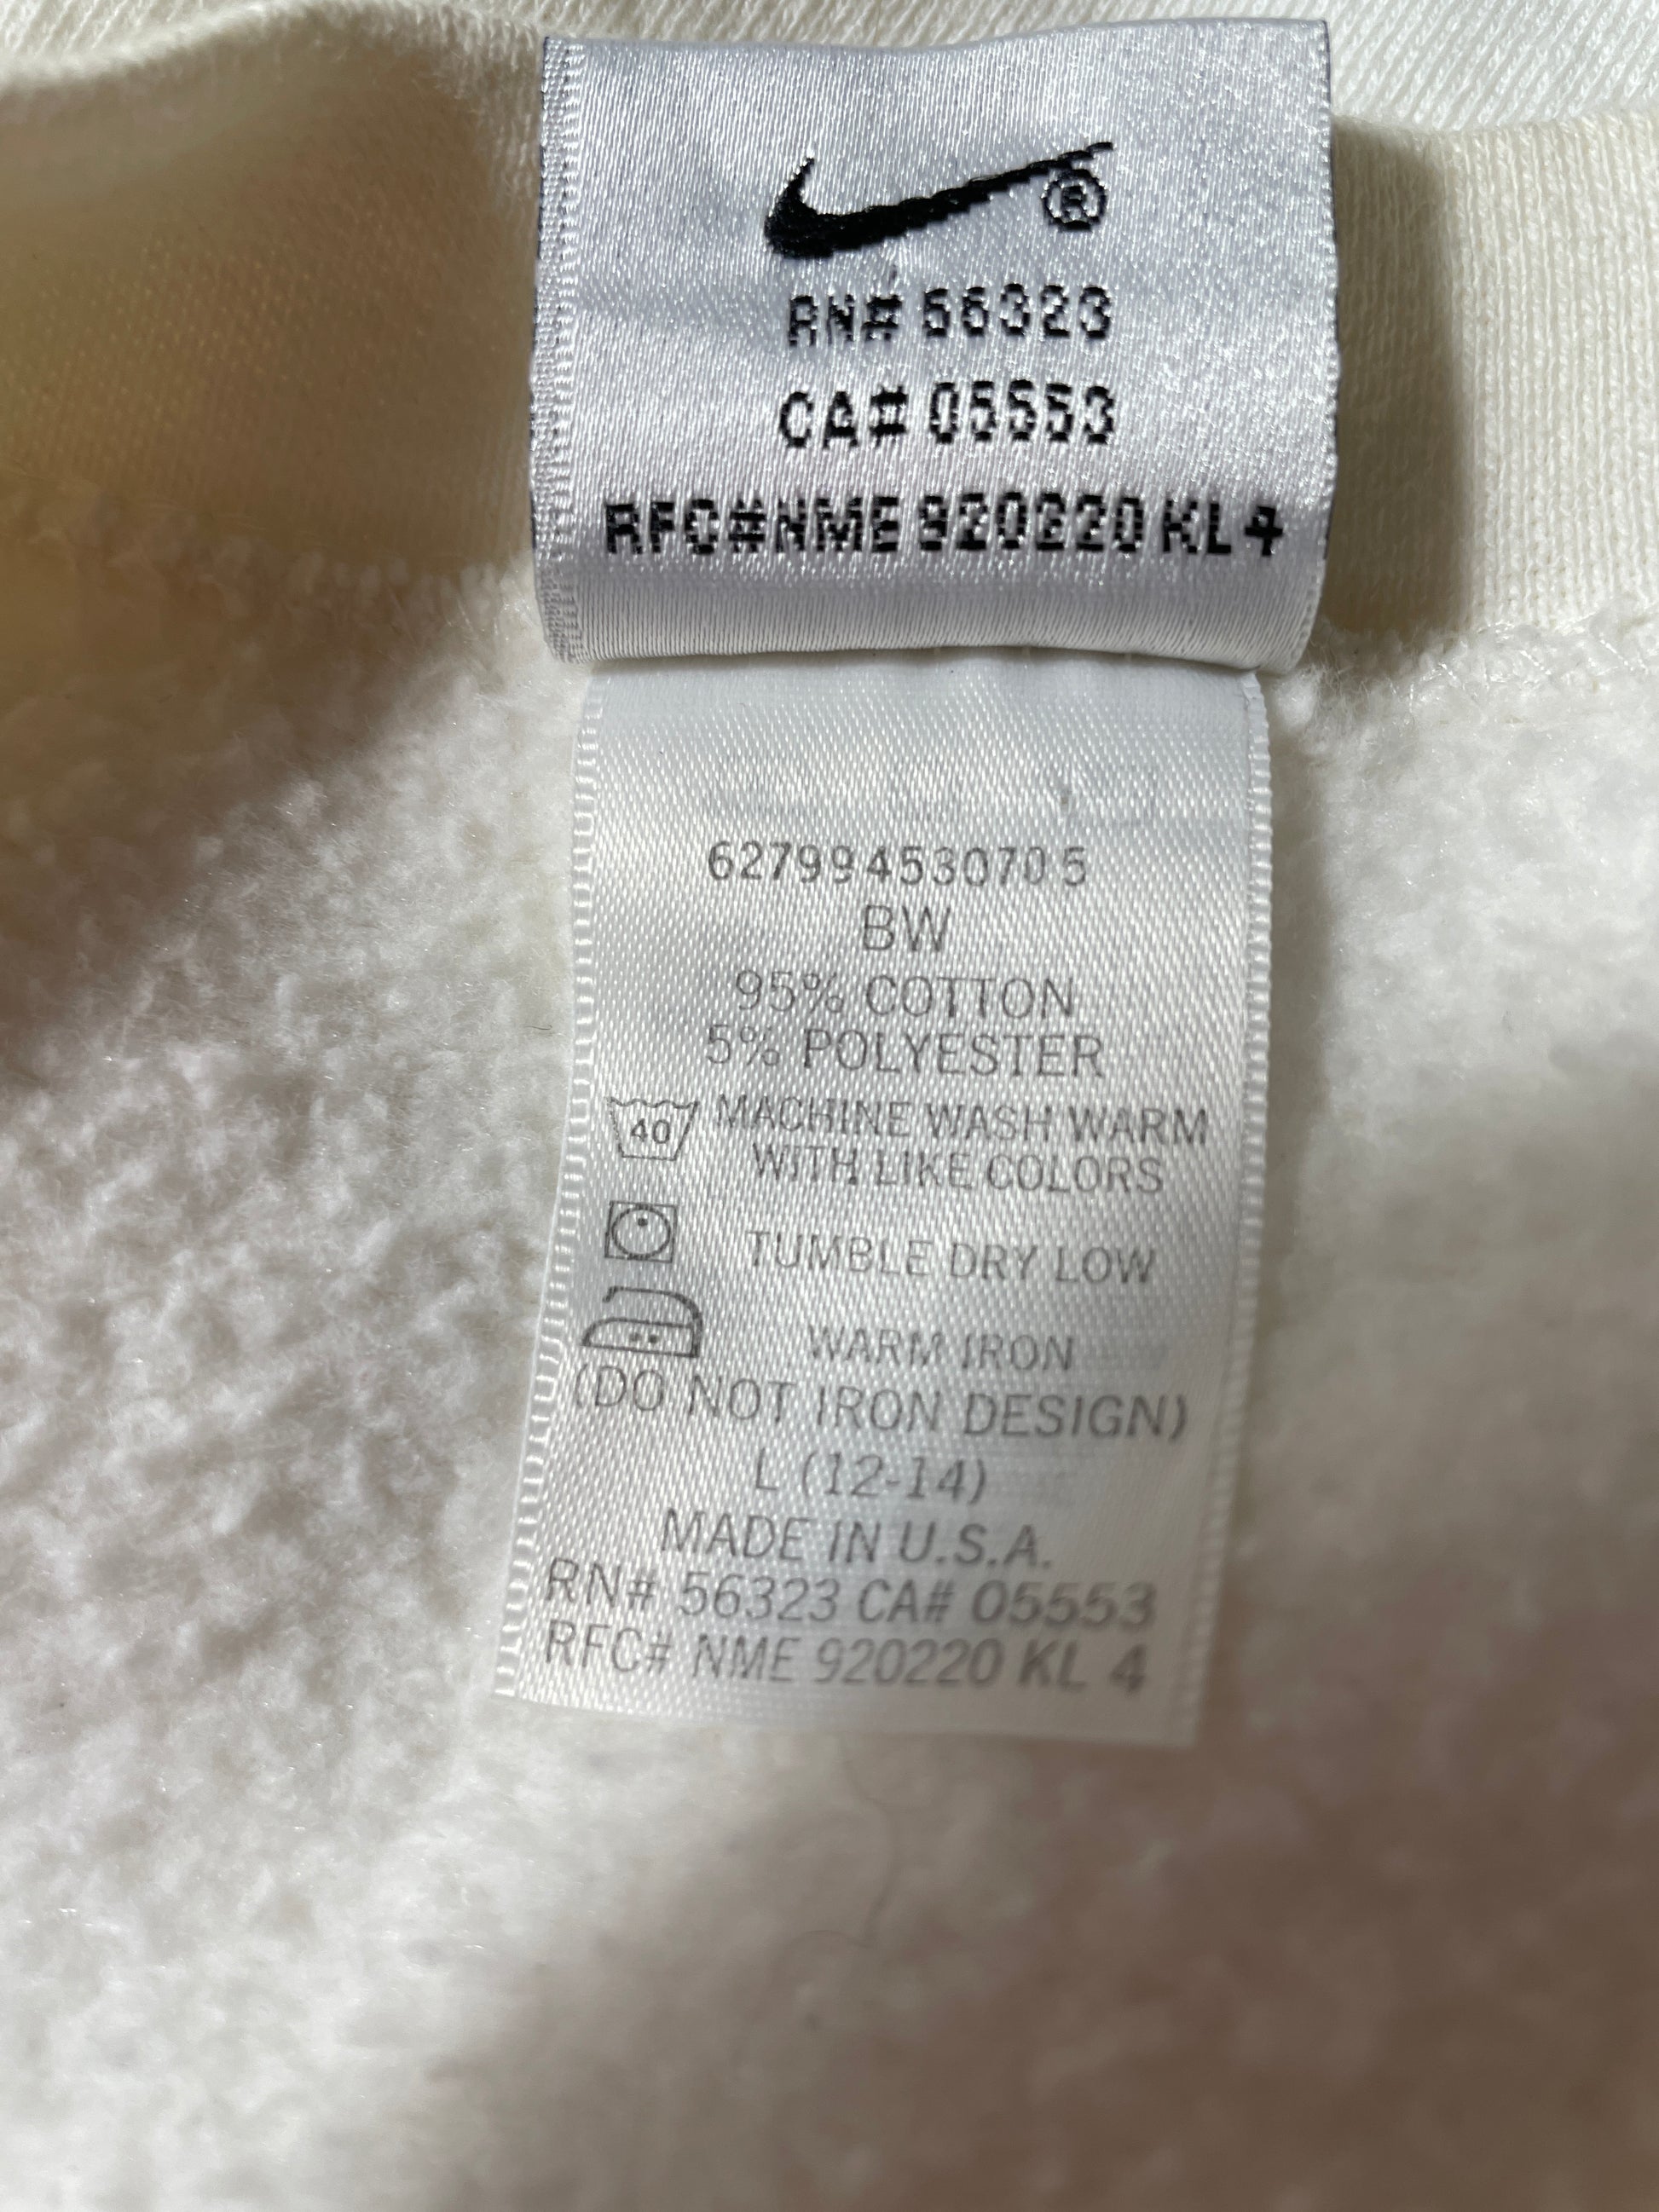 ®
RN# 56323
CA# 05553
RFC#NME 920220 KL4
627994530705
BW
95% COTTON
5% POLYESTER
40 MACHINE WASH WARM
WITH LIKE COLORS
TUMBLE DRY LOW
WARM IRON
(DO NOT IRON DESIGN)
L (12-14)
MADE IN U.S.A.
RN# 56323 CA# 05553
RFC# NME 920220 KL 4